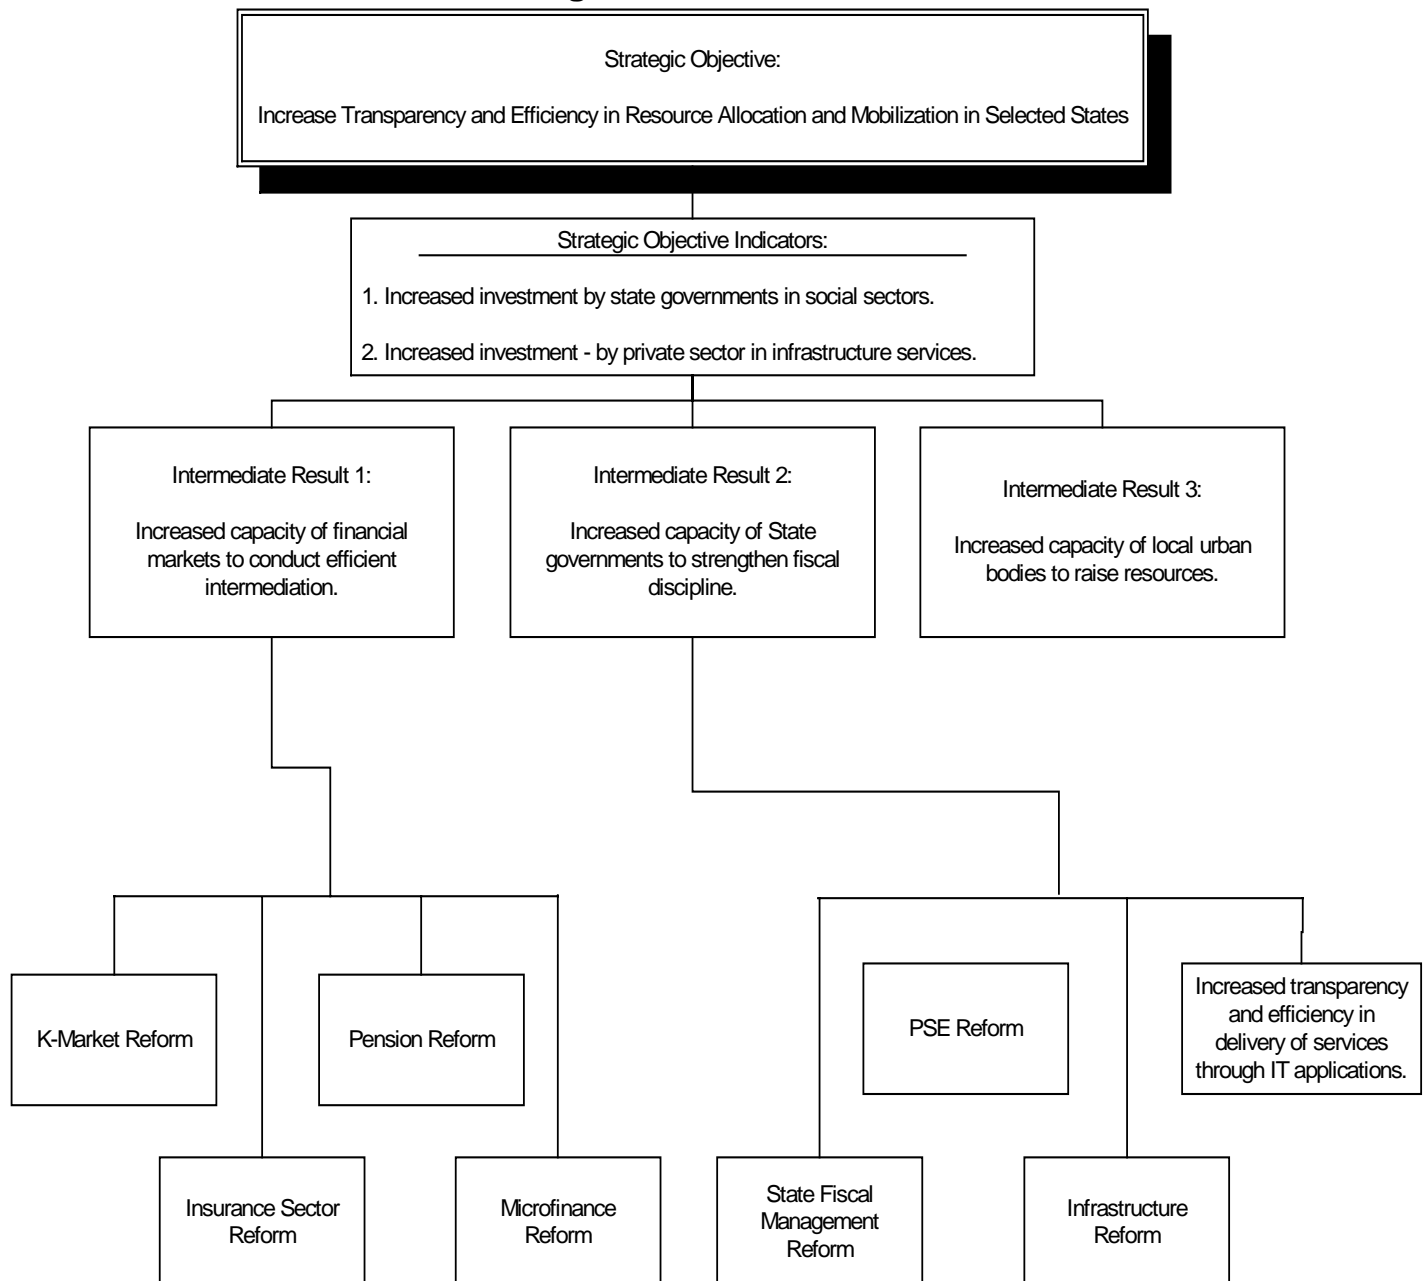 Strategic Objective:
Increase Transparency and Efficiency in Resource Allocation and Mobilization in Selected States
Strategic Objective Indicators:
1. Increased investment by state governments in social sectors.
2. Increased investment - by private sector in infrastructure services.
Intermediate Result 1:
Increased capacity of financial
markets to conduct efficient
intermediation.
Intermediate Result 2:
Increased capacity of State
governments to strengthen fiscal
discipline.
Intermediate Result 3:
Increased capacity of local urban
bodies to raise resources.
K-Market Reform
Pension Reform
PSE Reform
Increased transparency
and efficiency in
delivery of services
through IT applications.
Insurance Sector
Reform
Microfinance
Reform
State Fiscal
Management
Reform
Infrastructure
Reform